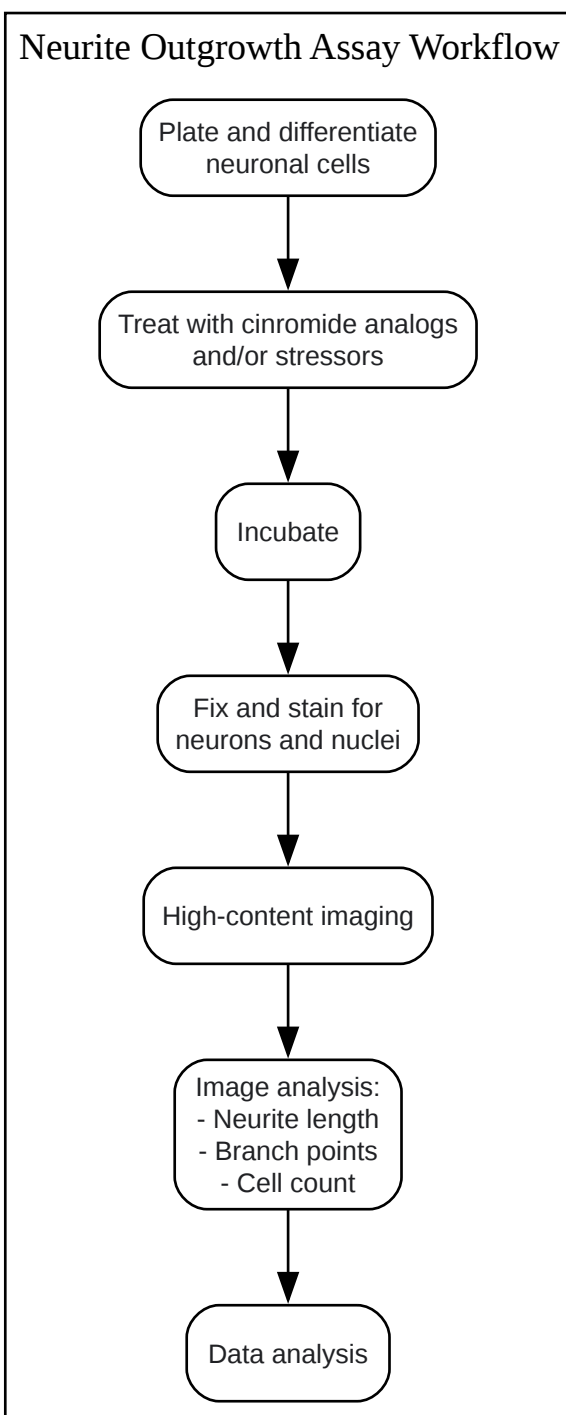 Neurite Outgrowth Assay Workflow
Plate and differentiate
neuronal cells
Treat with cinromide analogs
and/or stressors
Incubate
Fix and stain for
neurons and nuclei
High-content imaging
Image analysis:
- Neurite length
- Branch points
- Cell count
Data analysis